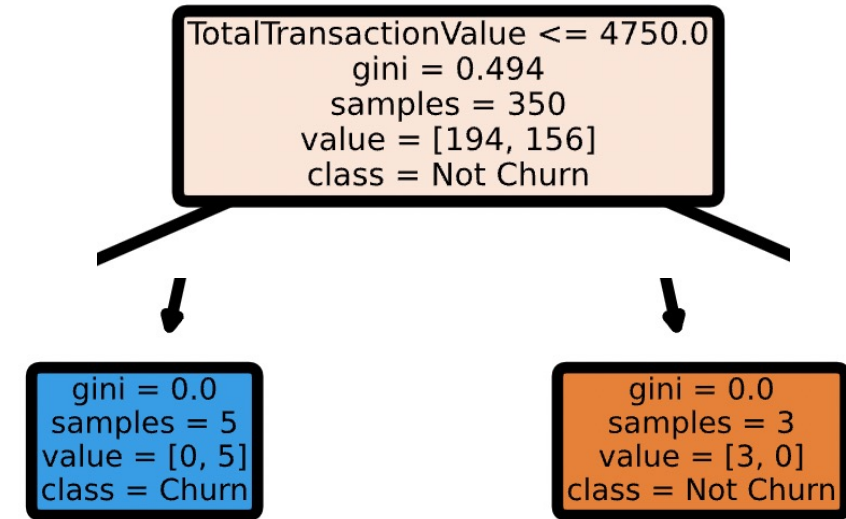 TotalTransactionValue <= 4750.0
gini = 0.494
samples = 350
value = [194, 156]
class = Not Churn
gini = 0.0
samples = 5
value = [0, 5]
class = Churn
gini = 0.0
samples = 3
value = [3, 0]
class = Not Churn